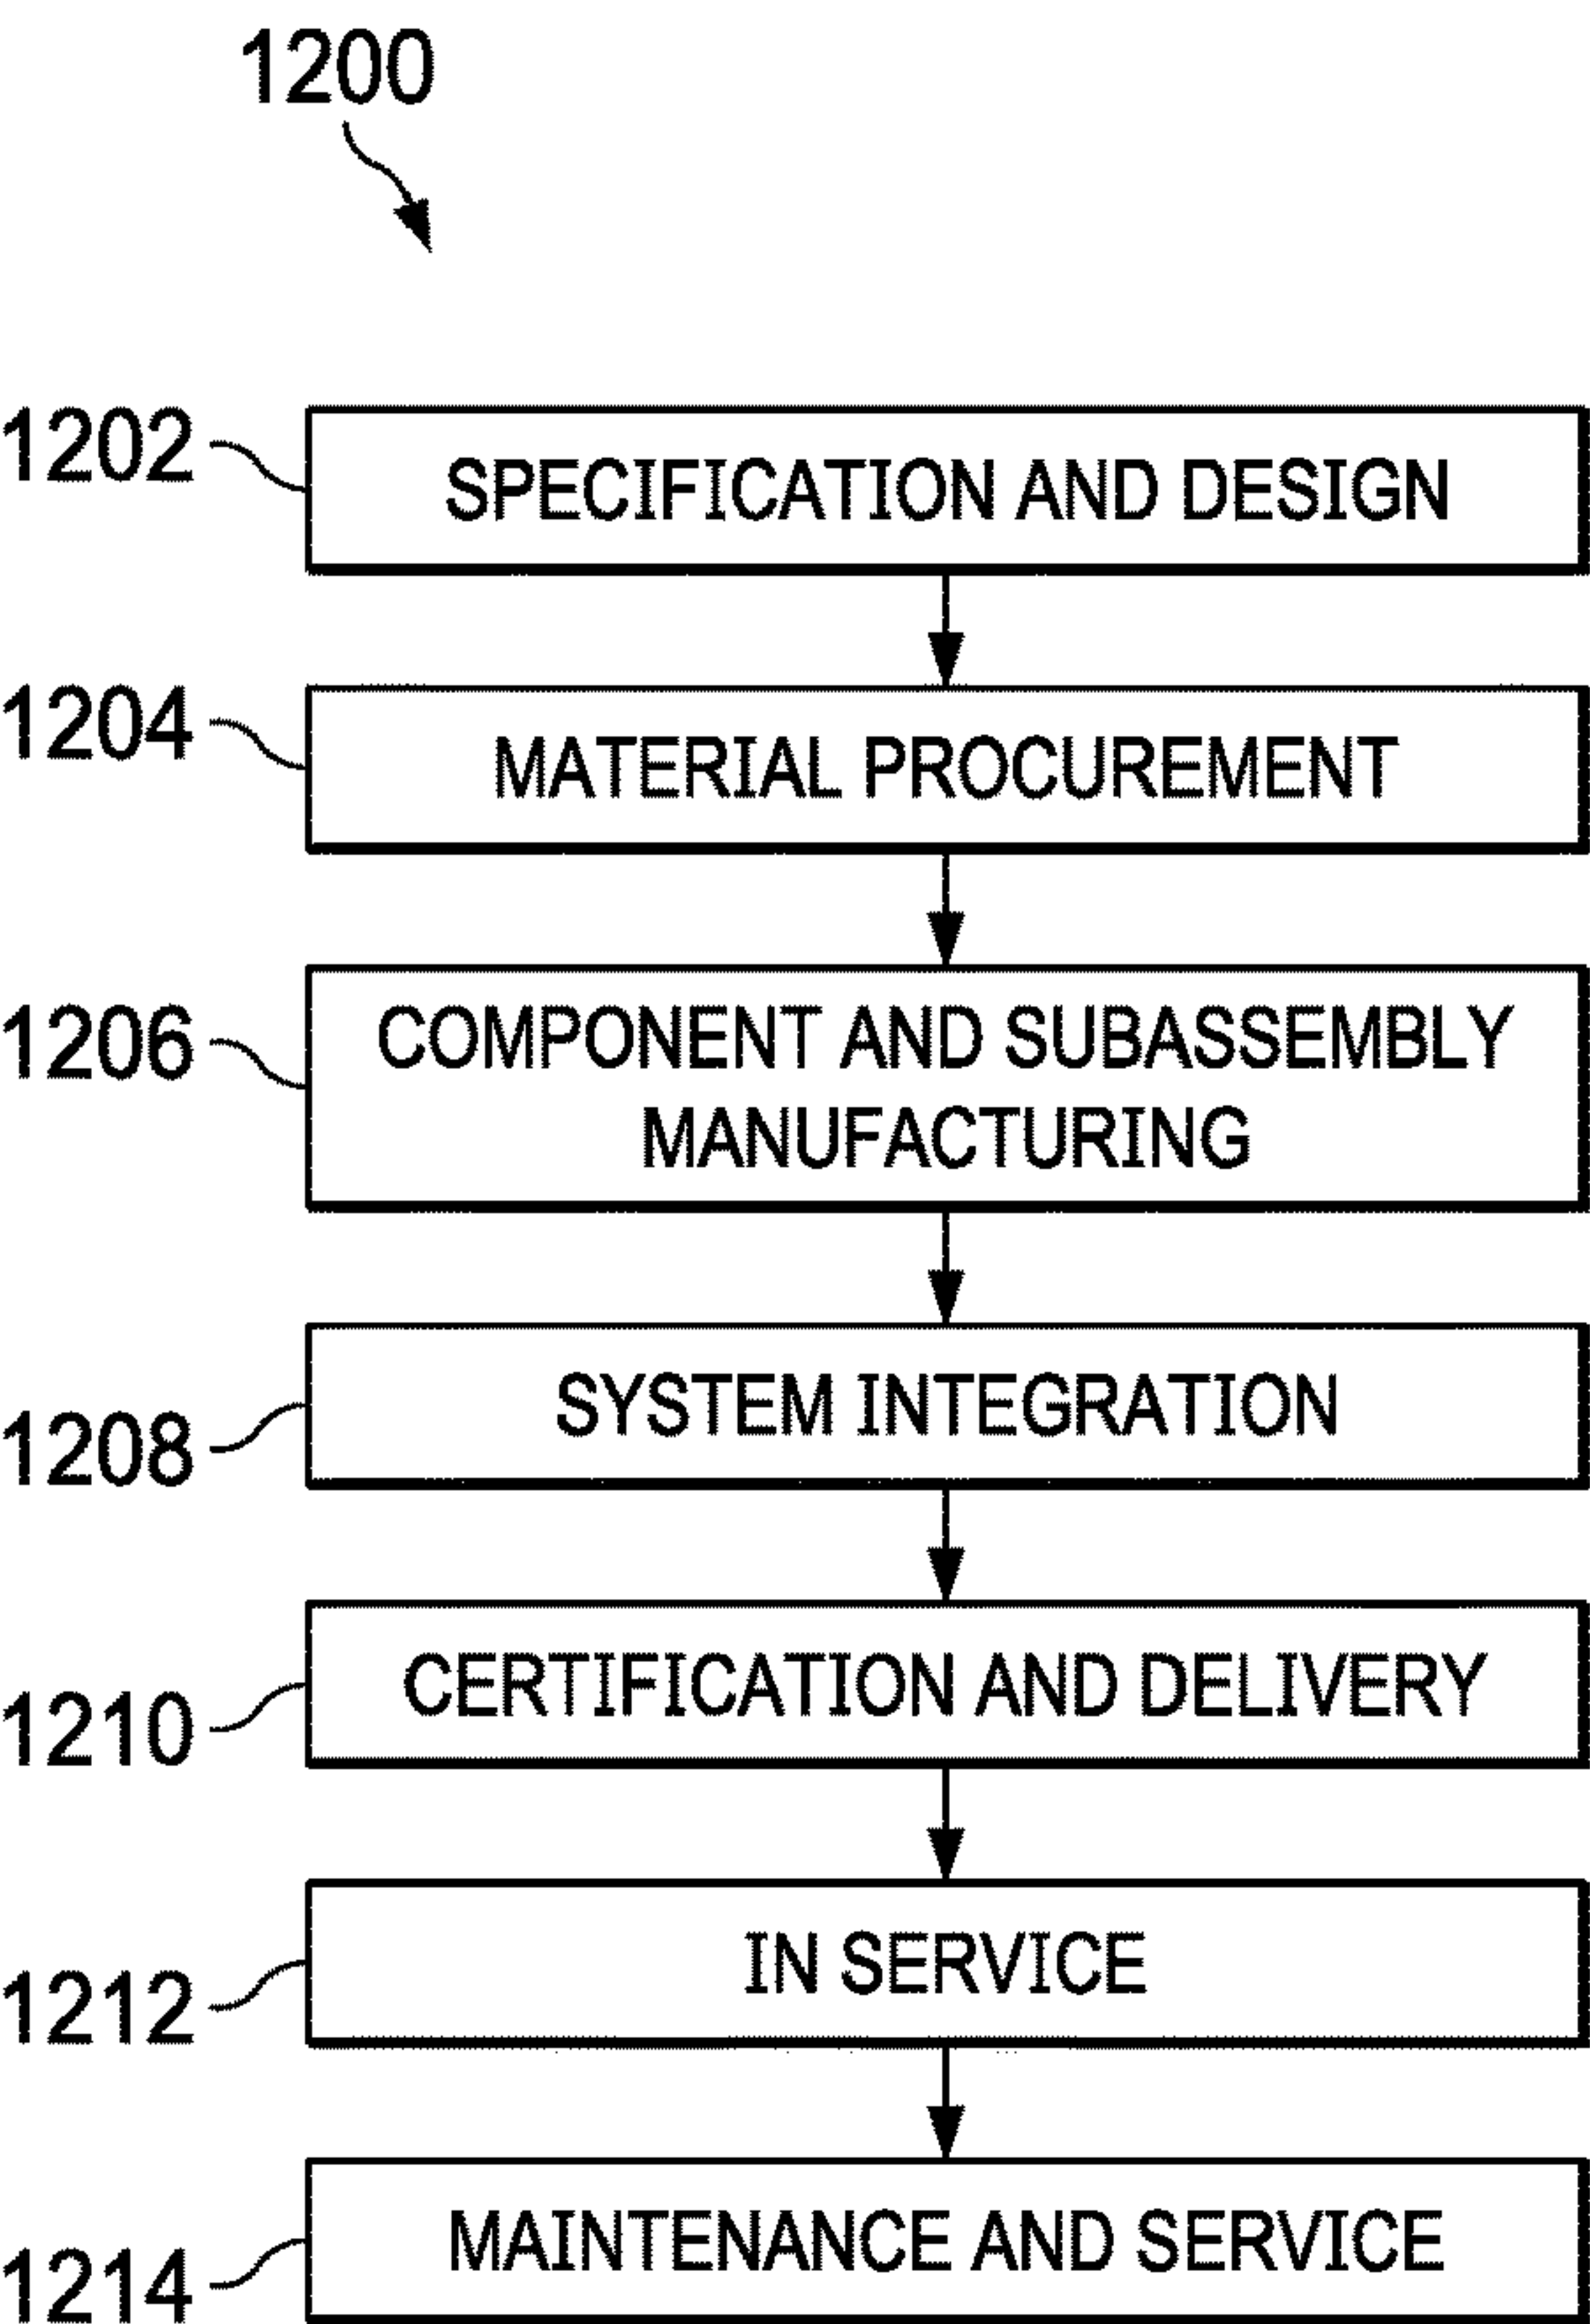 1200
1202
SPECIFICATION AND DESIGN
1204
MATERIAL PROCUREMENT
1206
COMPONENT AND SUBASSEMBLY
MANUFACTURING
1208
SYSTEM INTEGRATION
1210
CERTIFICATION AND DELIVERY
1212
IN SERVICE
1214
MAINTENANCE AND SERVICE